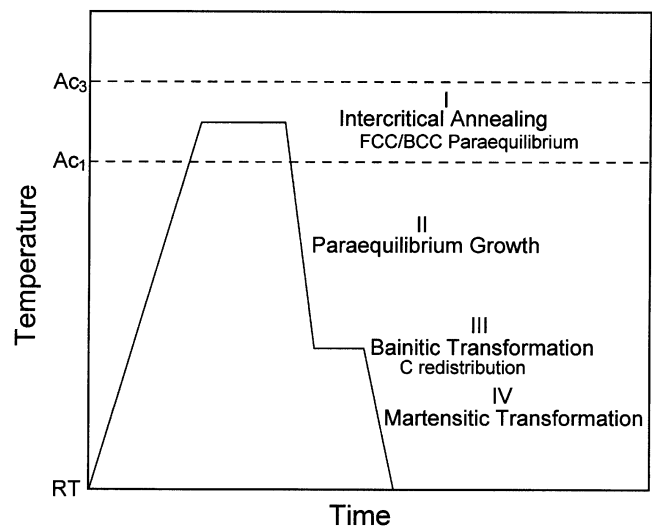 Ac3
I
Intercritical Annealing
FCC/BCC Paraequilibrium
Ac1
II
Paraequilibrium Growth
III
Bainitic Transformation
C redistribution
IV
Martensitic Transformation
RT
Temperature
Time